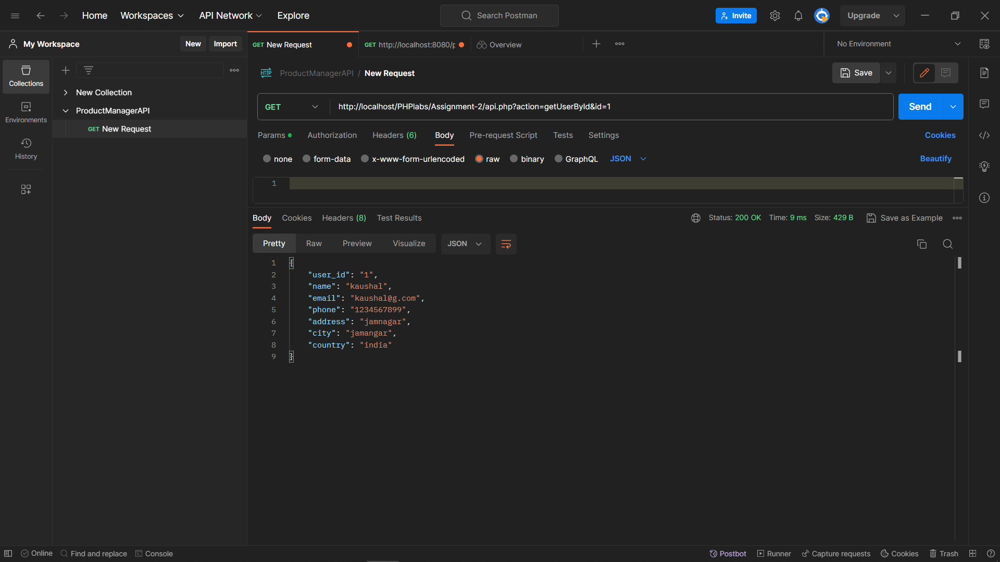 Home Workspaces API Network Explore Search Postman Invite Upgrade
My Workspace New Import GET New Request GET http://localhost:8080/p Overview No Environment
HTTP ProductManagerAPI / New Request Save
Collections
New Collection
ProductManagerAPI
GET New Request
Environments
History
GET http://localhost/PHPlabs/Assignment-2/api.php?action=getUserById&id=1 Send
Params Authorization Headers (6) Body Pre-request Script Tests Settings Cookies
none form-data x-www-form-urlencoded raw binary GraphQL JSON Beautify
1
Body Cookies Headers (8) Test Results Status: 200 OK Time: 9 ms Size: 429 B Save as Example
Pretty Raw Preview Visualize JSON
1 {
2 "user_id": "1",
3 "name": "kaushal",
4 "email": "kaushal@g.com",
5 "phone": "1234567899",
6 "address": "jamnagar",
7 "city": "jamangar",
8 "country": "india"
9 }
Online Find and replace Console Postbot Runner Capture requests Cookies Trash